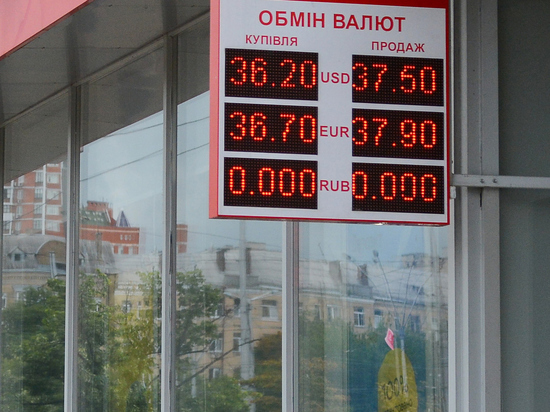 ОБМІН ВАЛЮТ
КУПІВЛЯ ПРОДАЖ
36.20 USD 37.50
36.70 EUR 37.90
0.000 RUB 0.000